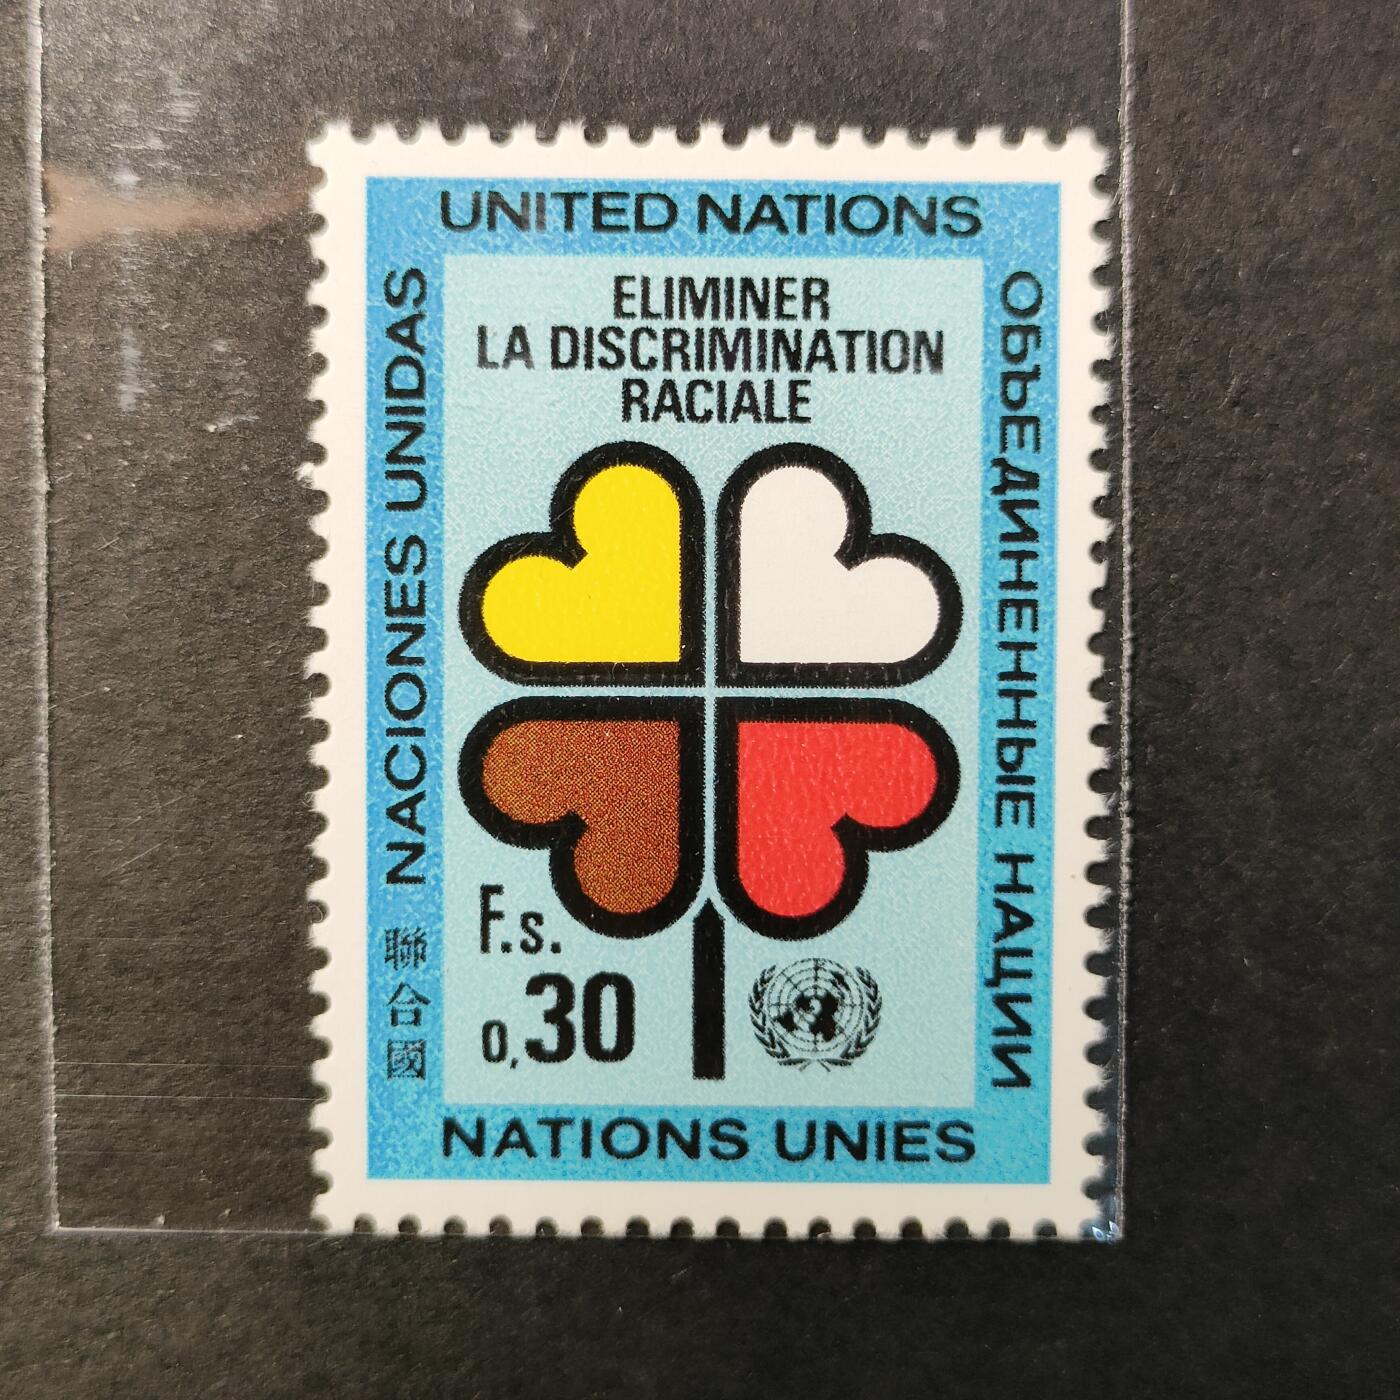 UNITED NATIONS
ELIMINER
LA DISCRIMINATION
RACIALE
NACIONES UNIDAS
ОБЪЕДИНЕННЫЕ НАЦИИ
聯合國
F.s.
0,30
NATIONS UNIES